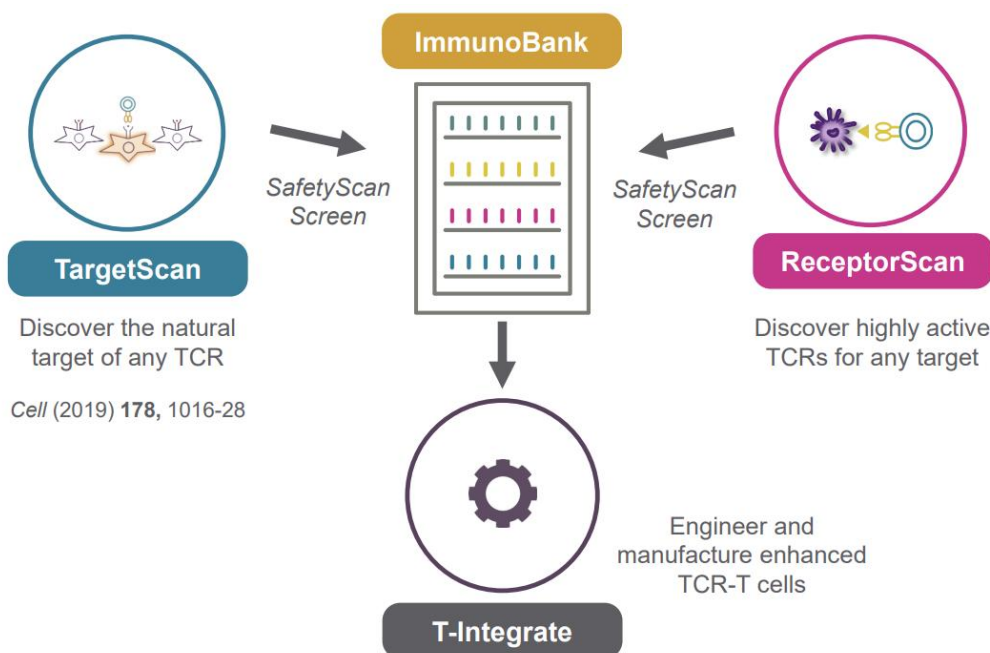 ImmunoBank
SafetyScan
Screen
SafetyScan
Screen
TargetScan
Discover the natural
target of any TCR
Cell (2019) 178, 1016-28
ReceptorScan
Discover highly active
TCRs for any target
Engineer and
manufacture enhanced
TCR-T cells
T-Integrate